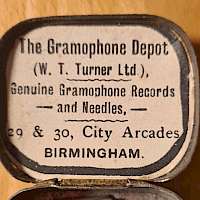 The Gramophone Depot
(W. T. Turner Ltd),
Genuine Gramophone Records
— and Needles, —
29 & 30, City Arcades
BIRMINGHAM.